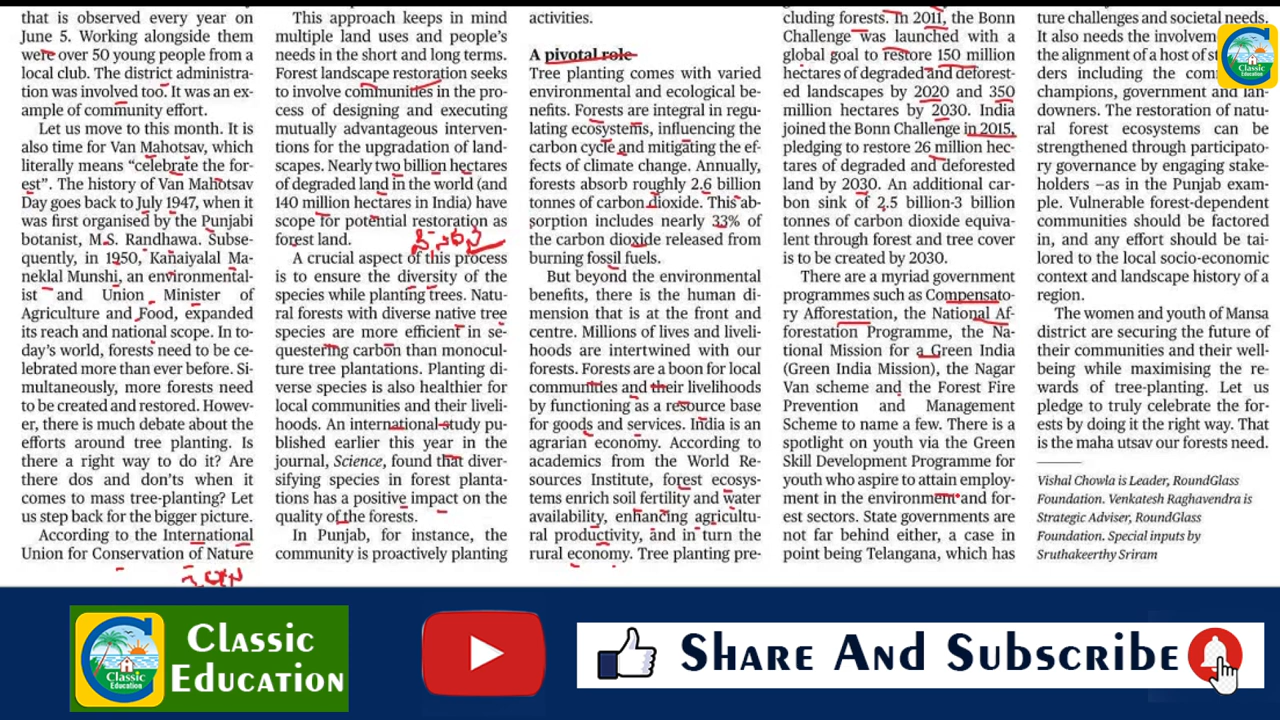 that is observed every year on
June 5. Working alongside them
were over 50 young people from a
local club. The district administra-
tion was involved too. It was an ex-
ample of community effort.
Let us move to this month. It is
also time for Van Mahotsav, which
literally means “celebrate the for-
est”. The history of Van Mahotsav
Day goes back to July 1947, when it
was first organised by the Punjabi
botanist, M.S. Randhawa. Subse-
quently, in 1950, Kanaiyalal Ma-
neklal Munshi, an environmental-
ist and Union Minister of
Agriculture and Food, expanded
its reach and national scope. In to-
day’s world, forests need to be ce-
lebrated more than ever before. Si-
multaneously, more forests need
to be created and restored. Howev-
er, there is much debate about the
efforts around tree planting. Is
there a right way to do it? Are
there dos and don’ts when it
comes to mass tree-planting? Let
us step back for the bigger picture.
According to the International
Union for Conservation of Nature
This approach keeps in mind
multiple land uses and people’s
needs in the short and long terms.
Forest landscape restoration seeks
to involve communities in the pro-
cess of designing and executing
mutually advantageous interven-
tions for the upgradation of land-
scapes. Nearly two billion hectares
of degraded land in the world (and
140 million hectares in India) have
scope for potential restoration as
forest land.
A crucial aspect of this process
is to ensure the diversity of the
species while planting trees. Natu-
ral forests with diverse native tree
species are more efficient in se-
questering carbon than monocul-
ture tree plantations. Planting di-
verse species is also healthier for
local communities and their liveli-
hoods. An international study pu-
blished earlier this year in the
journal, Science, found that diver-
sifying species in forest planta-
tions has a positive impact on the
quality of the forests.
In Punjab, for instance, the
community is proactively planting
activities.
A pivotal role
Tree planting comes with varied
environmental and ecological be-
nefits. Forests are integral in regu-
lating ecosystems, influencing the
carbon cycle and mitigating the ef-
fects of climate change. Annually,
forests absorb roughly 2.6 billion
tonnes of carbon dioxide. This ab-
sorption includes nearly 33% of
the carbon dioxide released from
burning fossil fuels.
But beyond the environmental
benefits, there is the human di-
mension that is at the front and
centre. Millions of lives and liveli-
hoods are intertwined with our
forests. Forests are a boon for local
communities and their livelihoods
by functioning as a resource base
for goods and services. India is an
agrarian economy. According to
academics from the World Re-
sources Institute, forest ecosys-
tems enrich soil fertility and water
availability, enhancing agricultu-
ral productivity, and in turn the
rural economy. Tree planting pre-
cluding forests. In 2011, the Bonn
Challenge was launched with a
global goal to restore 150 million
hectares of degraded and deforest-
ed landscapes by 2020 and 350
million hectares by 2030. India
joined the Bonn Challenge in 2015,
pledging to restore 26 million hec-
tares of degraded and deforested
land by 2030. An additional car-
bon sink of 2.5 billion-3 billion
tonnes of carbon dioxide equiva-
lent through forest and tree cover
is to be created by 2030.
There are a myriad government
programmes such as Compensato-
ry Afforestation, the National Af-
forestation Programme, the Na-
tional Mission for a Green India
(Green India Mission), the Nagar
Van scheme and the Forest Fire
Prevention and Management
Scheme to name a few. There is a
spotlight on youth via the Green
Skill Development Programme for
youth who aspire to attain employ-
ment in the environment and for-
est sectors. State governments are
not far behind either, a case in
point being Telangana, which has
ture challenges and societal needs.
It also needs the involvem
the alignment of a host of st
ders including the com
champions, government and
downers. The restoration of natu-
ral forest ecosystems can be
strengthened through participato-
ry governance by engaging stake-
holders –as in the Punjab exam-
ple. Vulnerable forest-dependent
communities should be factored
in, and any effort should be tai-
lored to the local socio-economic
context and landscape history of a
region.
The women and youth of Mansa
district are securing the future of
their communities and their well-
being while maximising the re-
wards of tree-planting. Let us
pledge to truly celebrate the for-
ests by doing it the right way. That
is the maha utsav our forests need.
Vishal Chowla is Leader, RoundGlass
Foundation. Venkatesh Raghavendra is
Strategic Adviser, RoundGlass
Foundation. Special inputs by
Sruthakeerthy Sriram
Classic
Education
Classic
Education
Classic
Education
Share And Subscribe